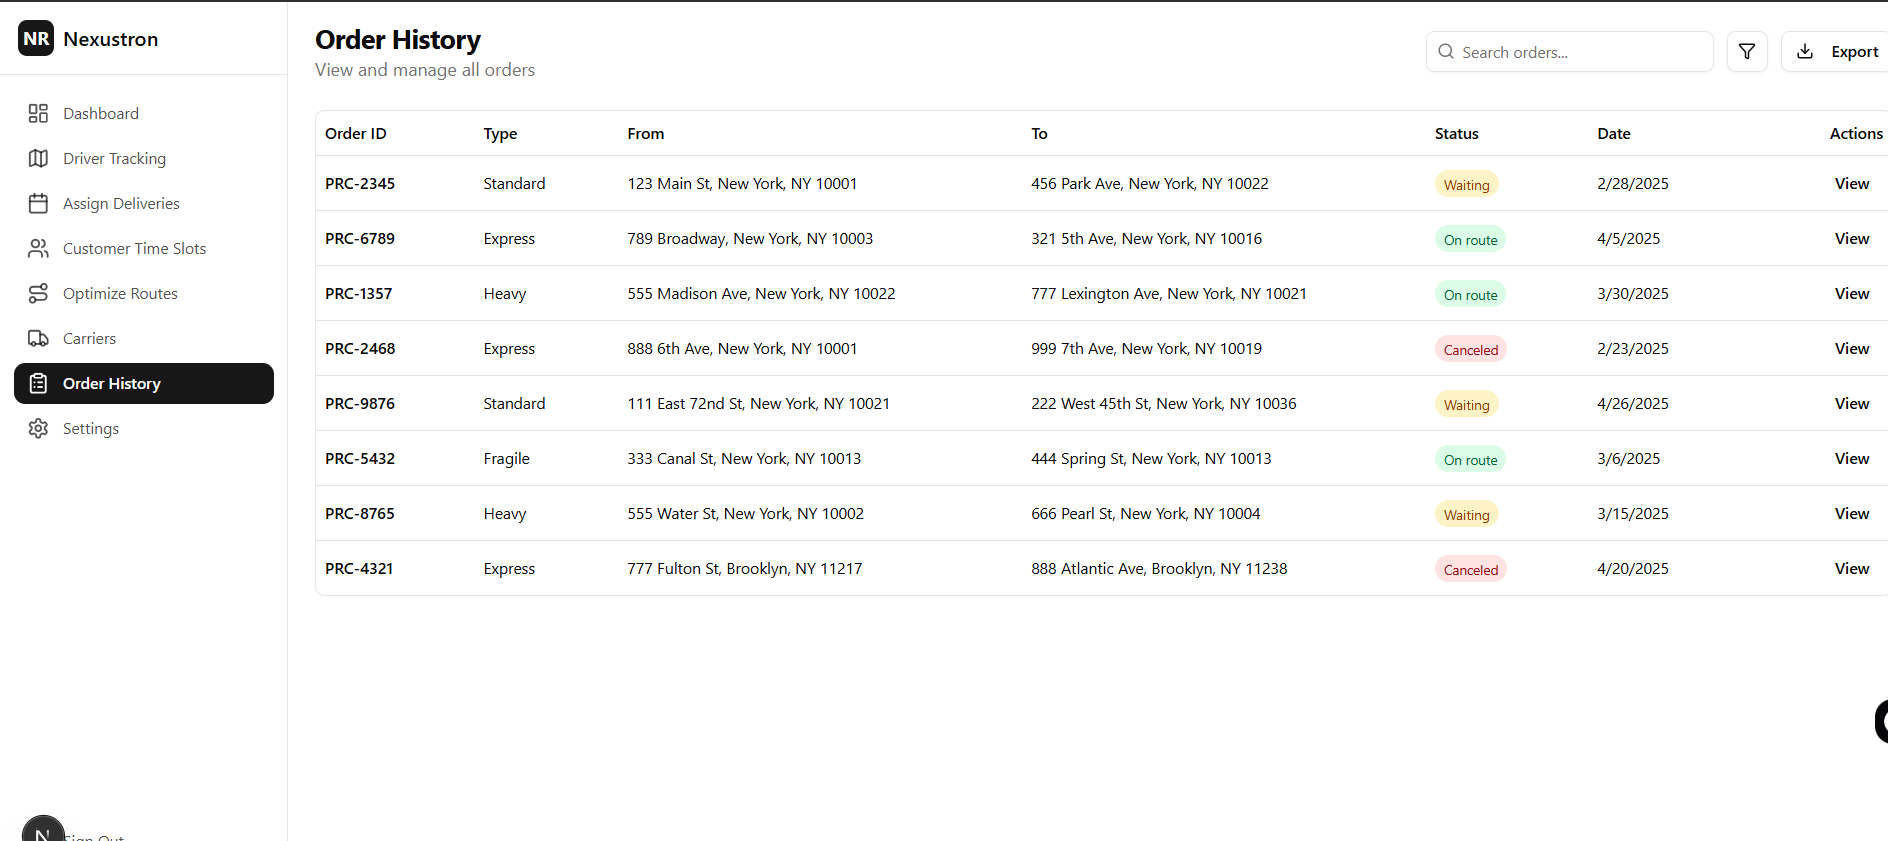 NR Nexustron
Dashboard
Driver Tracking
Assign Deliveries
Customer Time Slots
Optimize Routes
Carriers
Order History
Settings
N Sign Out
Order History
View and manage all orders
Search orders...
Export
Order ID Type From To Status Date Actions
PRC-2345 Standard 123 Main St, New York, NY 10001 456 Park Ave, New York, NY 10022 Waiting 2/28/2025 View
PRC-6789 Express 789 Broadway, New York, NY 10003 321 5th Ave, New York, NY 10016 On route 4/5/2025 View
PRC-1357 Heavy 555 Madison Ave, New York, NY 10022 777 Lexington Ave, New York, NY 10021 On route 3/30/2025 View
PRC-2468 Express 888 6th Ave, New York, NY 10001 999 7th Ave, New York, NY 10019 Canceled 2/23/2025 View
PRC-9876 Standard 111 East 72nd St, New York, NY 10021 222 West 45th St, New York, NY 10036 Waiting 4/26/2025 View
PRC-5432 Fragile 333 Canal St, New York, NY 10013 444 Spring St, New York, NY 10013 On route 3/6/2025 View
PRC-8765 Heavy 555 Water St, New York, NY 10002 666 Pearl St, New York, NY 10004 Waiting 3/15/2025 View
PRC-4321 Express 777 Fulton St, Brooklyn, NY 11217 888 Atlantic Ave, Brooklyn, NY 11238 Canceled 4/20/2025 View